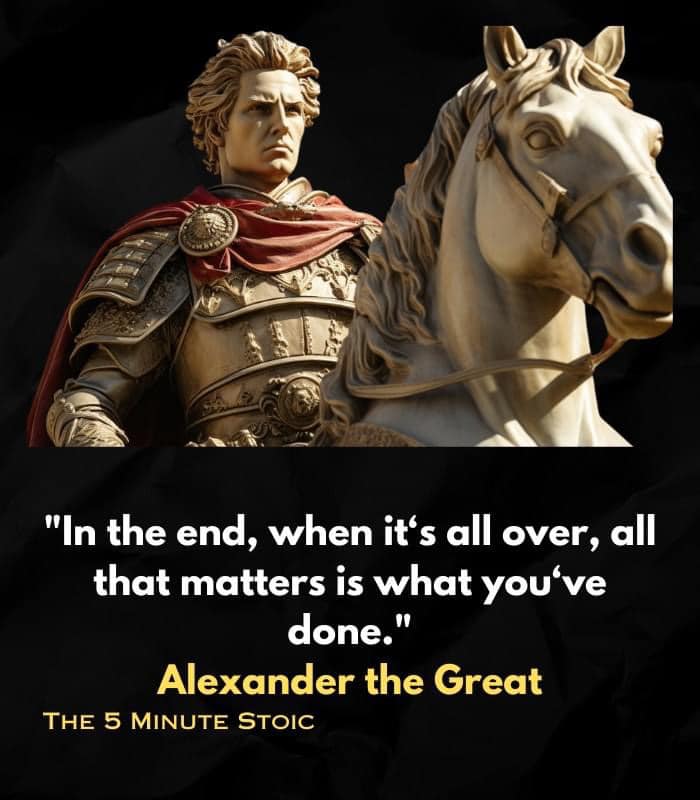 "In the end, when it‘s all over, all
that matters is what you‘ve
done."
Alexander the Great
The 5 Minute Stoic